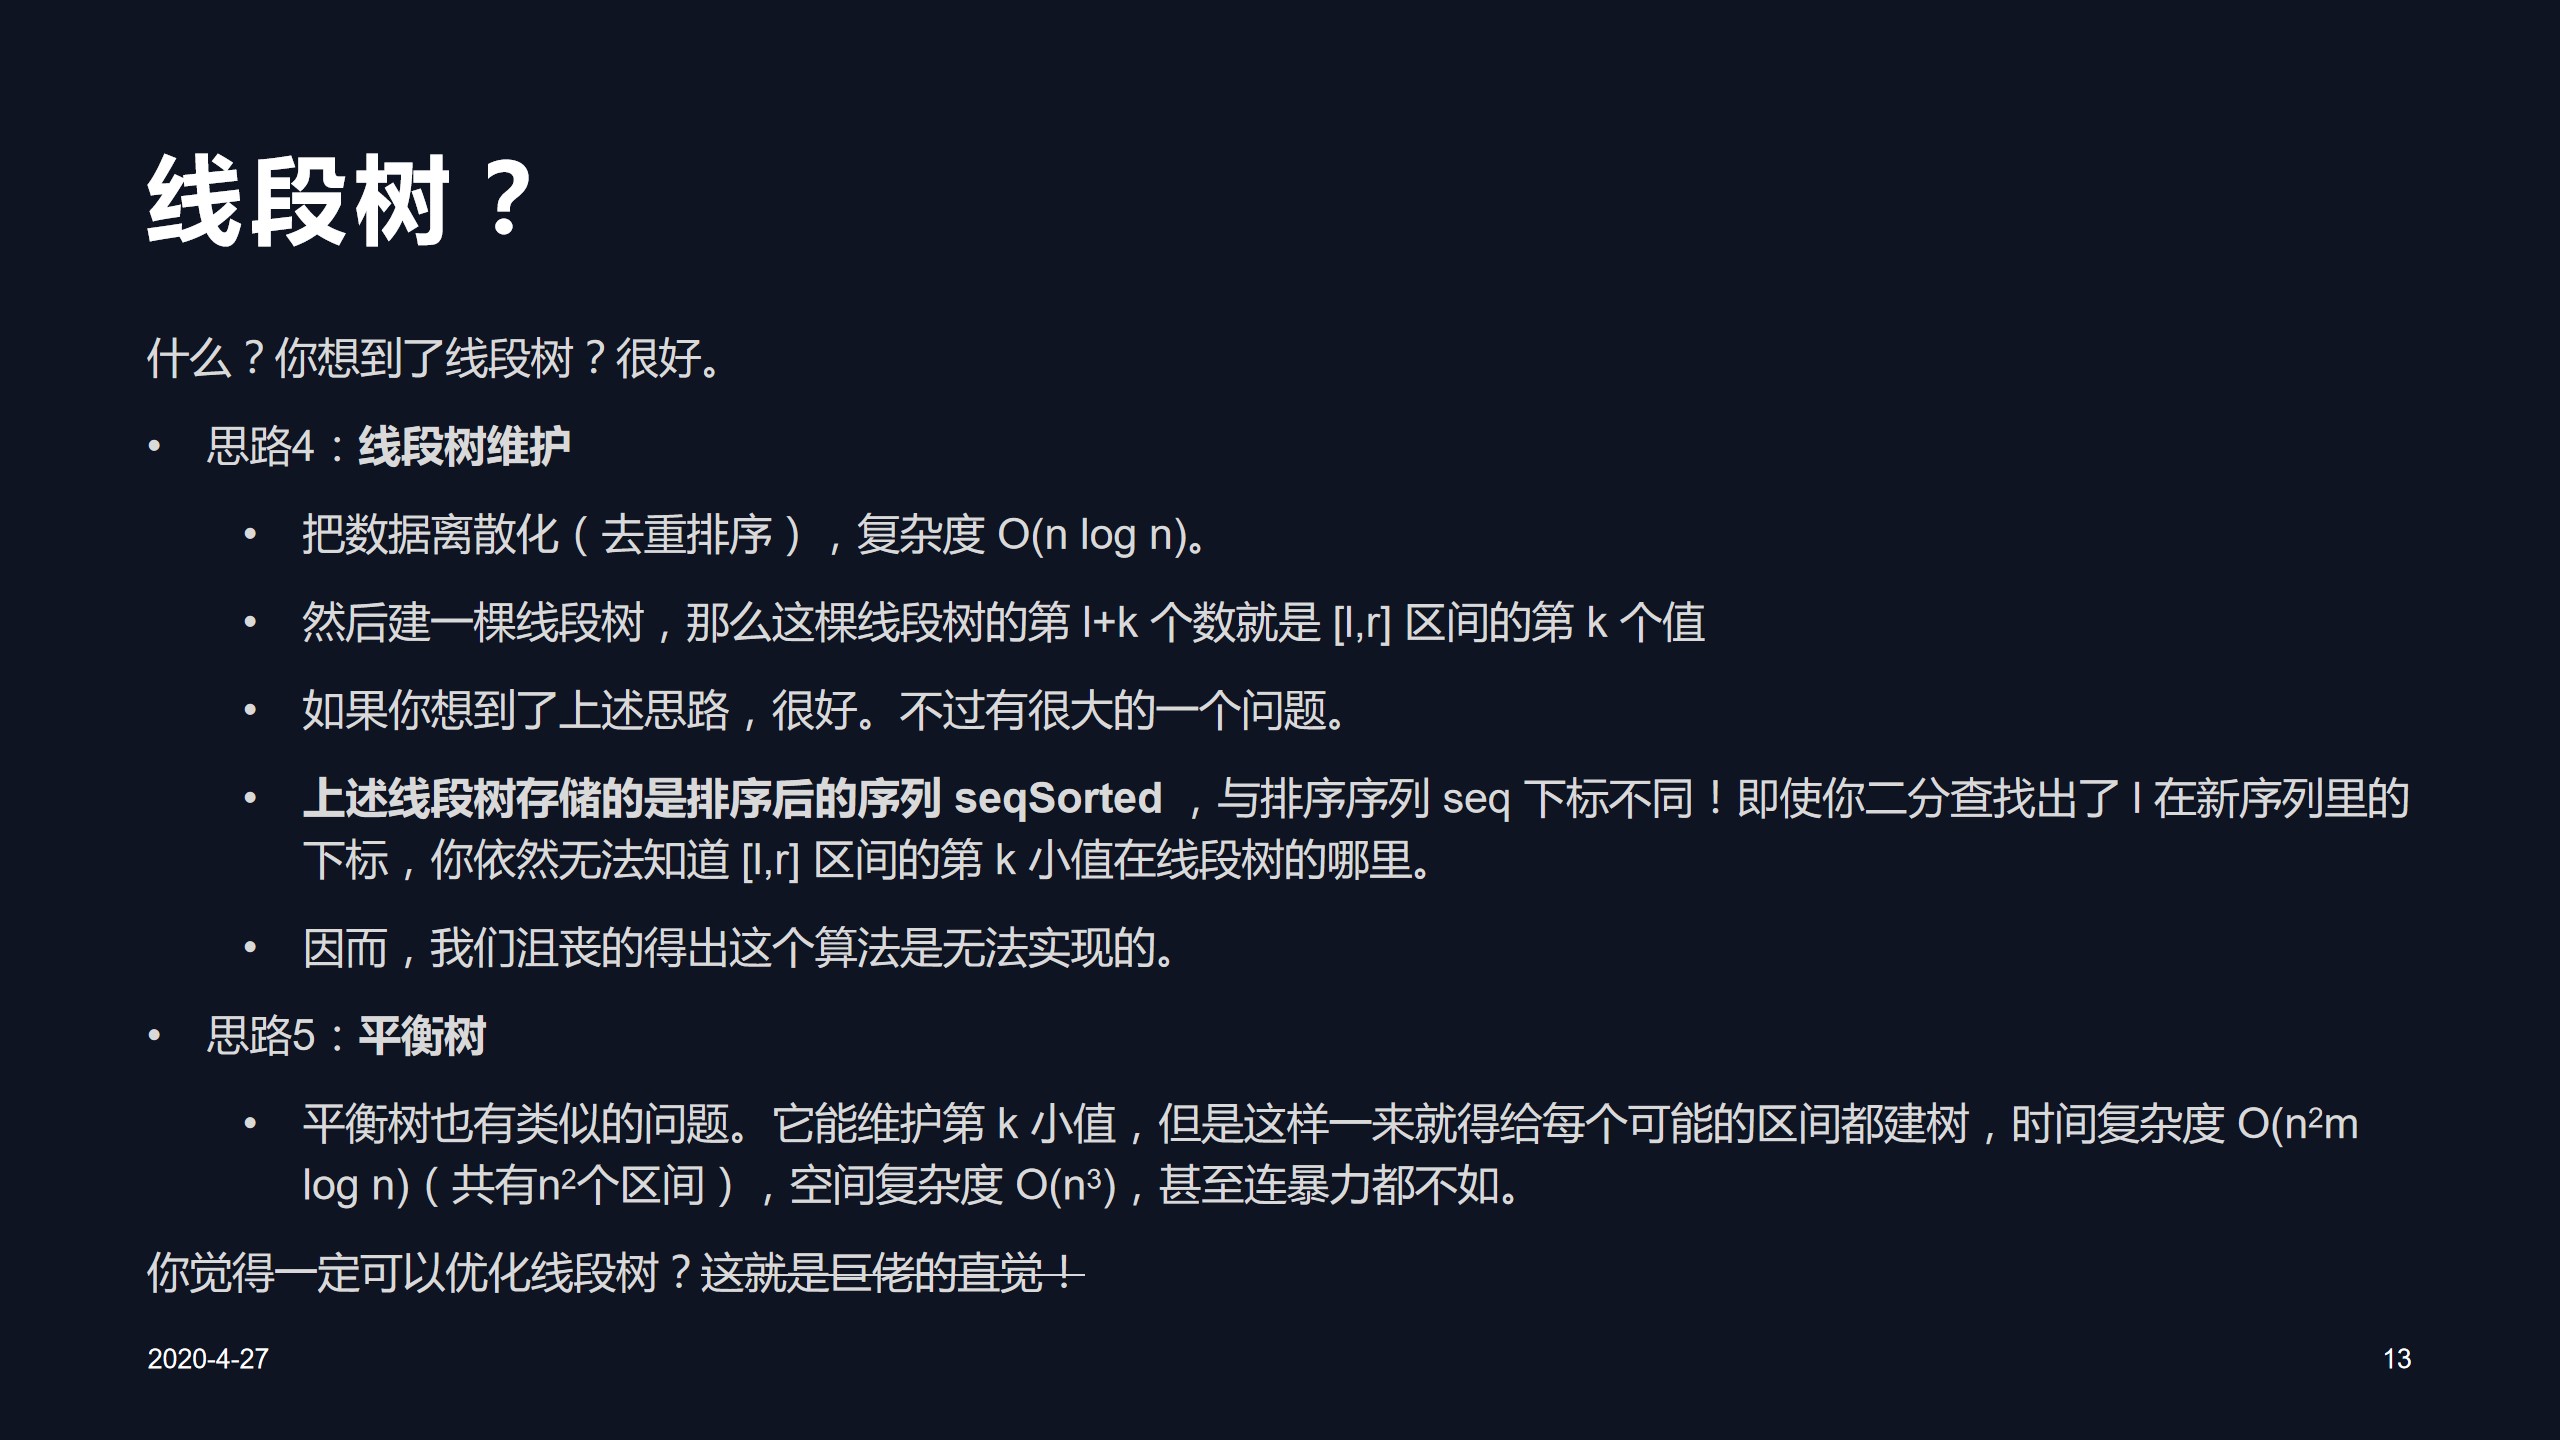 线段树？
什么？你想到了线段树？很好。
• 思路4：线段树维护
• 把数据离散化（去重排序），复杂度 O(n log n)。
• 然后建一棵线段树，那么这棵线段树的第 l+k 个数就是 [l,r] 区间的第 k 个值
• 如果你想到了上述思路，很好。不过有很大的一个问题。
• 上述线段树存储的是排序后的序列 seqSorted ，与排序序列 seq 下标不同！即使你二分查找出了 l 在新序列里的
下标，你依然无法知道 [l,r] 区间的第 k 小值在线段树的哪里。
• 因而，我们沮丧的得出这个算法是无法实现的。
• 思路5：平衡树
• 平衡树也有类似的问题。它能维护第 k 小值，但是这样一来就得给每个可能的区间都建树，时间复杂度 O(n²m
log n)（共有n²个区间），空间复杂度 O(n³)，甚至连暴力都不如。
你觉得一定可以优化线段树？这就是巨佬的直觉！
2020-4-27
13